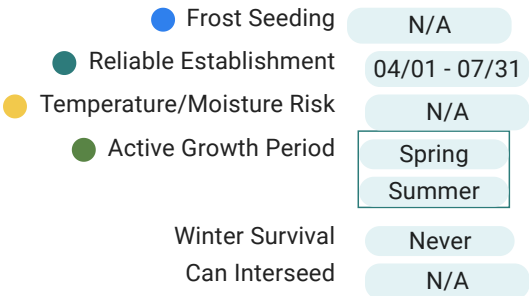 Frost Seeding N/A
Reliable Establishment 04/01 - 07/31
Temperature/Moisture Risk N/A
Active Growth Period Spring
Summer
Winter Survival Never
Can Interseed N/A